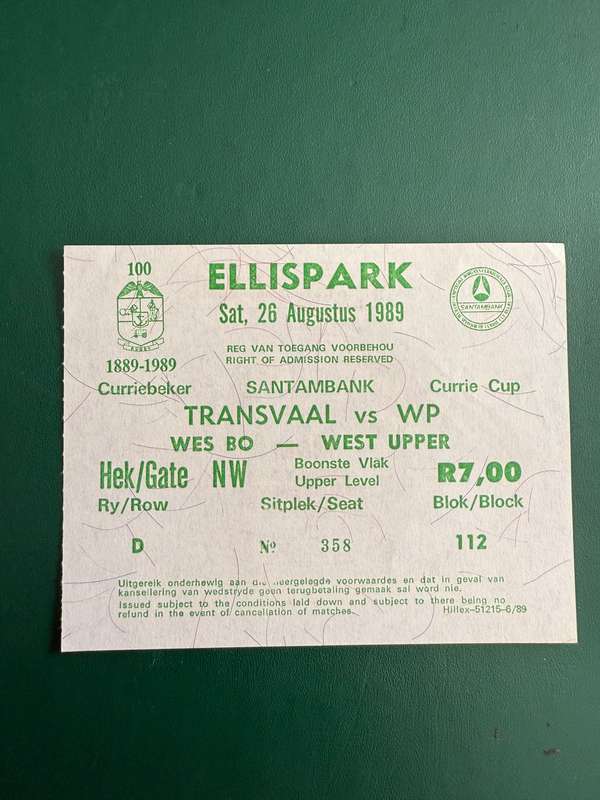 100
ELLISPARK
Sat, 26 Augustus 1989
SANTAMBANK
REG VAN TOEGANG VOORBEHOU
RIGHT OF ADMISSION RESERVED
1889-1989
Curriebeker SANTAMBANK Currie Cup
TRANSVAAL vs WP
WES BO — WEST UPPER
Hek/Gate NW Boonste Vlak R7,00
Upper Level
Ry/Row Sitplek/Seat Blok/Block
D Nº 358 112
Uitgereik onderhewig aan die neergelegde voorwaardes en dat in geval van
kansellering van wedstryde geen terugbetaling gemaak sal word nie.
Issued subject to the conditions laid down and subject to there being no
refund in the event of cancellation of matches. Hillex-51215-6/89